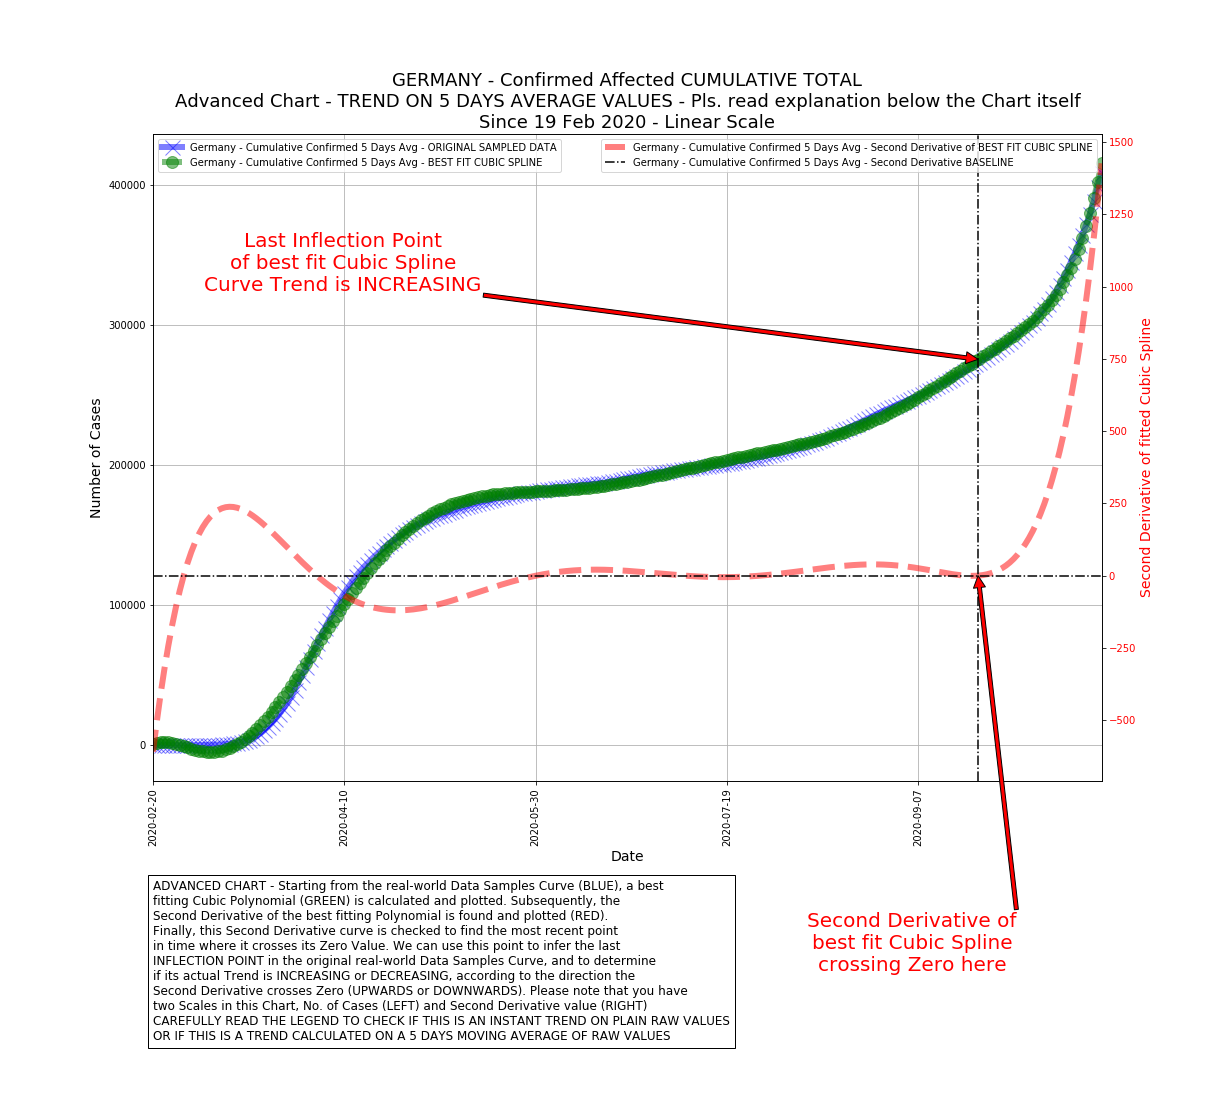 GERMANY - Confirmed Affected CUMULATIVE TOTAL
Advanced Chart - TREND ON 5 DAYS AVERAGE VALUES - Pls. read explanation below the Chart itself
Since 19 Feb 2020 - Linear Scale
Germany - Cumulative Confirmed 5 Days Avg - ORIGINAL SAMPLED DATA
Germany - Cumulative Confirmed 5 Days Avg - BEST FIT CUBIC SPLINE
Germany - Cumulative Confirmed 5 Days Avg - Second Derivative of BEST FIT CUBIC SPLINE
Germany - Cumulative Confirmed 5 Days Avg - Second Derivative BASELINE
Number of Cases
400000
300000
200000
100000
0
Last Inflection Point
of best fit Cubic Spline
Curve Trend is INCREASING
1500
1250
1000
750
500
250
0
−250
−500
Second Derivative of fitted Cubic Spline
2020-02-20
2020-04-10
2020-05-30
2020-07-19
2020-09-07
Date
ADVANCED CHART - Starting from the real-world Data Samples Curve (BLUE), a best
fitting Cubic Polynomial (GREEN) is calculated and plotted. Subsequently, the
Second Derivative of the best fitting Polynomial is found and plotted (RED).
Finally, this Second Derivative curve is checked to find the most recent point
in time where it crosses its Zero Value. We can use this point to infer the last
INFLECTION POINT in the original real-world Data Samples Curve, and to determine
if its actual Trend is INCREASING or DECREASING, according to the direction the
Second Derivative crosses Zero (UPWARDS or DOWNWARDS). Please note that you have
two Scales in this Chart, No. of Cases (LEFT) and Second Derivative value (RIGHT)
CAREFULLY READ THE LEGEND TO CHECK IF THIS IS AN INSTANT TREND ON PLAIN RAW VALUES
OR IF THIS IS A TREND CALCULATED ON A 5 DAYS MOVING AVERAGE OF RAW VALUES
Second Derivative of
best fit Cubic Spline
crossing Zero here